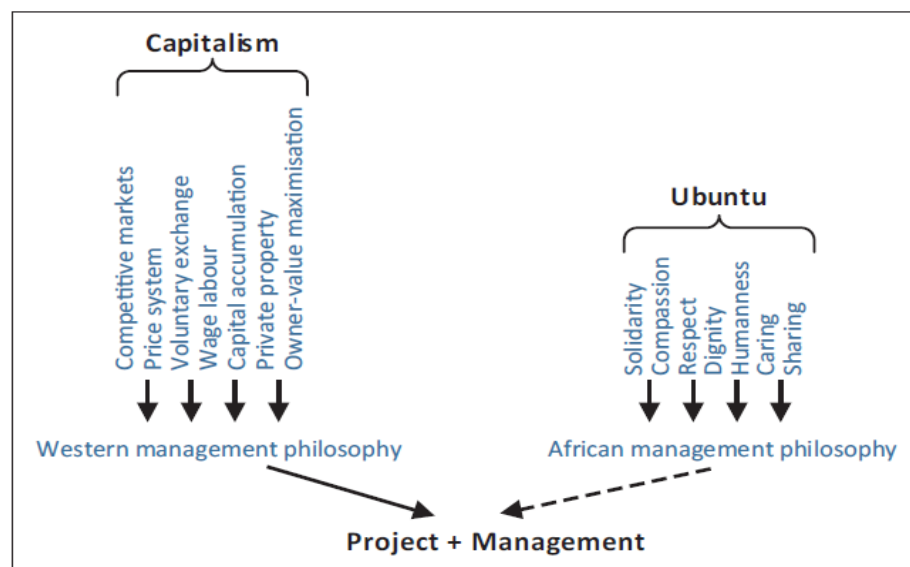 Capitalism
Competitive markets
Price system
Voluntary exchange
Wage labour
Capital accumulation
Private property
Owner-value maximisation
Western management philosophy
Ubuntu
Solidarity
Compassion
Respect
Dignity
Humanness
Caring
Sharing
African management philosophy
Project + Management